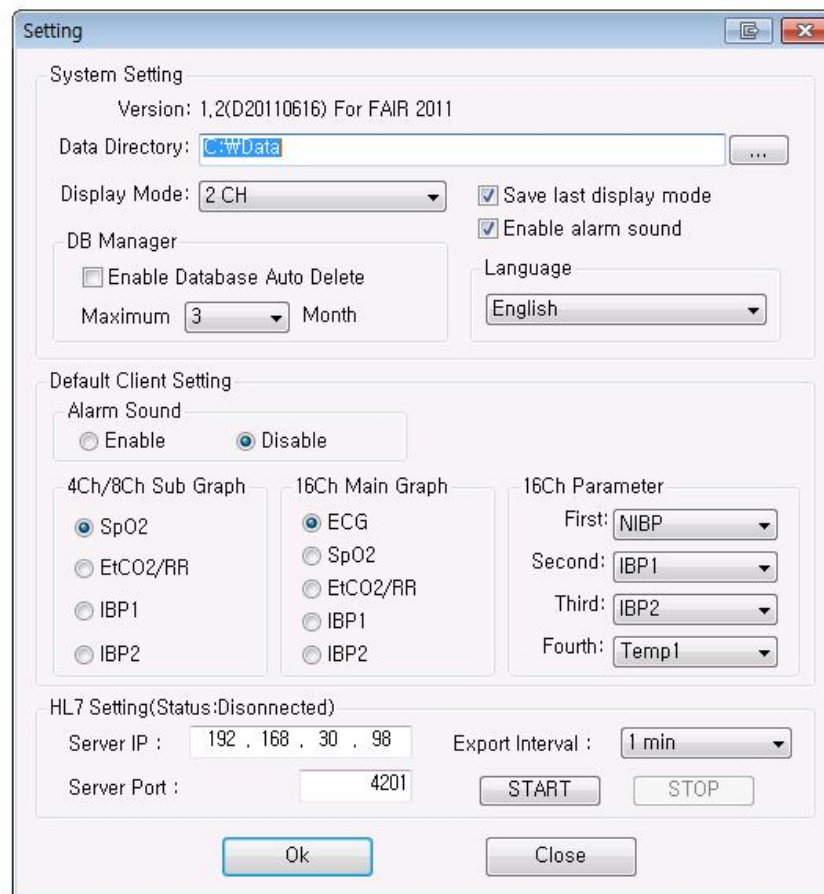 Setting
System Setting
Version: 1,2(D20110616) For FAIR 2011
Data Directory: C:₩Data ...
Display Mode: 2 CH
Save last display mode
Enable alarm sound
DB Manager
Enable Database Auto Delete
Maximum 3 Month
Language
English
Default Client Setting
Alarm Sound
Enable Disable
4Ch/8Ch Sub Graph
SpO2
EtCO2/RR
IBP1
IBP2
16Ch Main Graph
ECG
SpO2
EtCO2/RR
IBP1
IBP2
16Ch Parameter
First: NIBP
Second: IBP1
Third: IBP2
Fourth: Temp1
HL7 Setting(Status:Disonnected)
Server IP : 192 . 168 . 30 . 98
Export Interval : 1 min
Server Port : 4201
START STOP
Ok Close